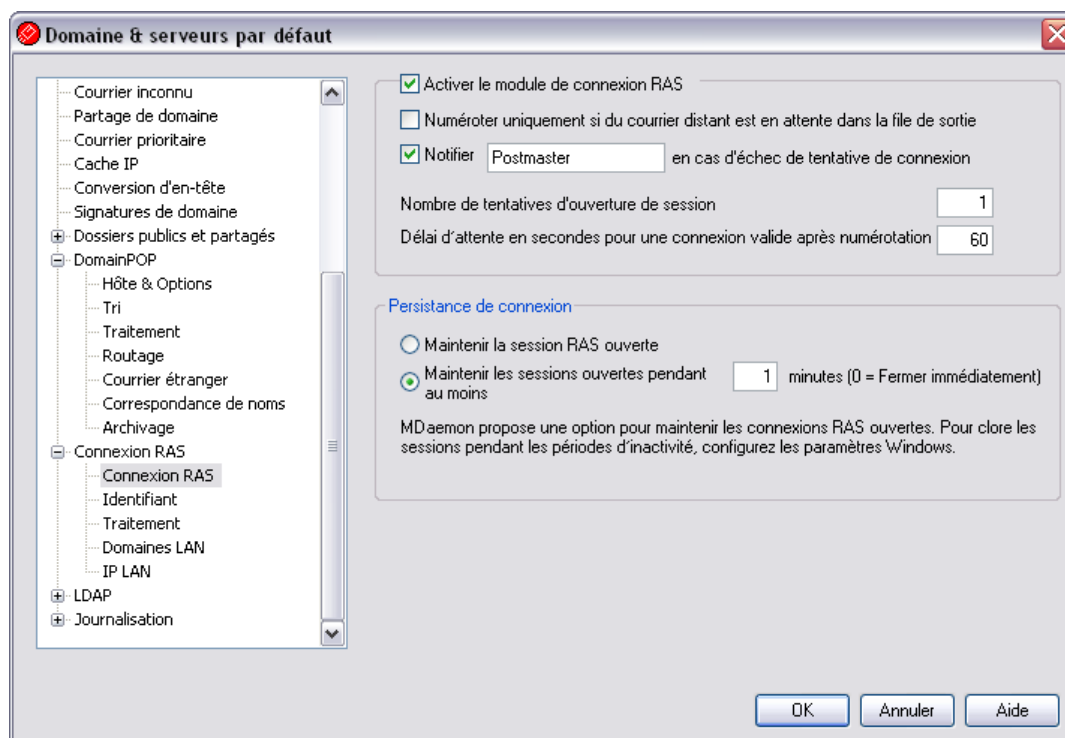 Domaine & serveurs par défaut
Courrier inconnu
Partage de domaine
Courrier prioritaire
Cache IP
Conversion d'en-tête
Signatures de domaine
Dossiers publics et partagés
DomainPOP
Hôte & Options
Tri
Traitement
Routage
Courrier étranger
Correspondance de noms
Archivage
Connexion RAS
Connexion RAS
Identifiant
Traitement
Domaines LAN
IP LAN
LDAP
Journalisation
Activer le module de connexion RAS
Numéroter uniquement si du courrier distant est en attente dans la file de sortie
Notifier Postmaster en cas d'échec de tentative de connexion
Nombre de tentatives d'ouverture de session 1
Délai d'attente en secondes pour une connexion valide après numérotation 60
Persistance de connexion
Maintenir la session RAS ouverte
Maintenir les sessions ouvertes pendant
au moins 1 minutes (0 = Fermer immédiatement)
MDaemon propose une option pour maintenir les connexions RAS ouvertes. Pour clore les
sessions pendant les périodes d'inactivité, configurez les paramètres Windows.
OK Annuler Aide